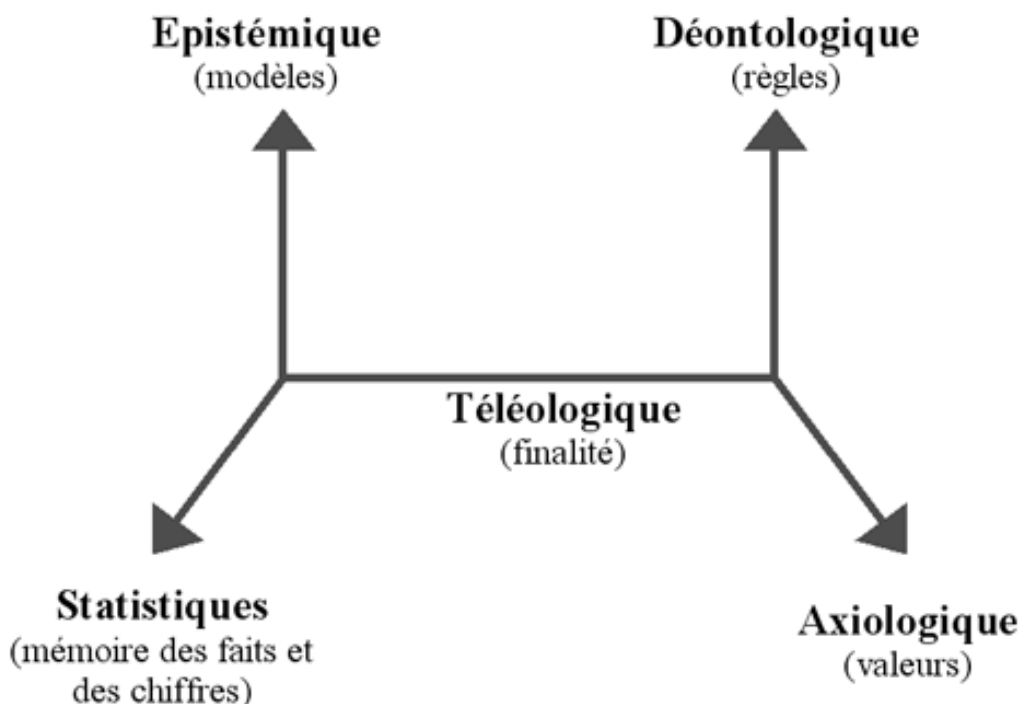 Epistémique
(modèles)
Déontologique
(règles)
Téléologique
(finalité)
Statistiques
(mémoire des faits et
des chiffres)
Axiologique
(valeurs)